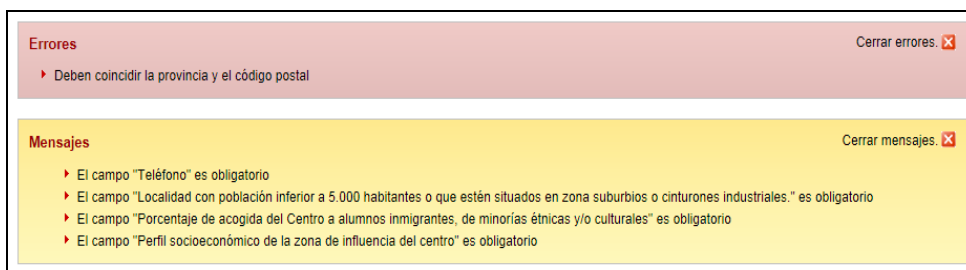 Errores
Cerrar errores.
Deben coincidir la provincia y el código postal
Mensajes
Cerrar mensajes.
El campo "Teléfono" es obligatorio
El campo "Localidad con población inferior a 5.000 habitantes o que estén situados en zona suburbios o cinturones industriales." es obligatorio
El campo "Porcentaje de acogida del Centro a alumnos inmigrantes, de minorías étnicas y/o culturales" es obligatorio
El campo "Perfil socioeconómico de la zona de influencia del centro" es obligatorio